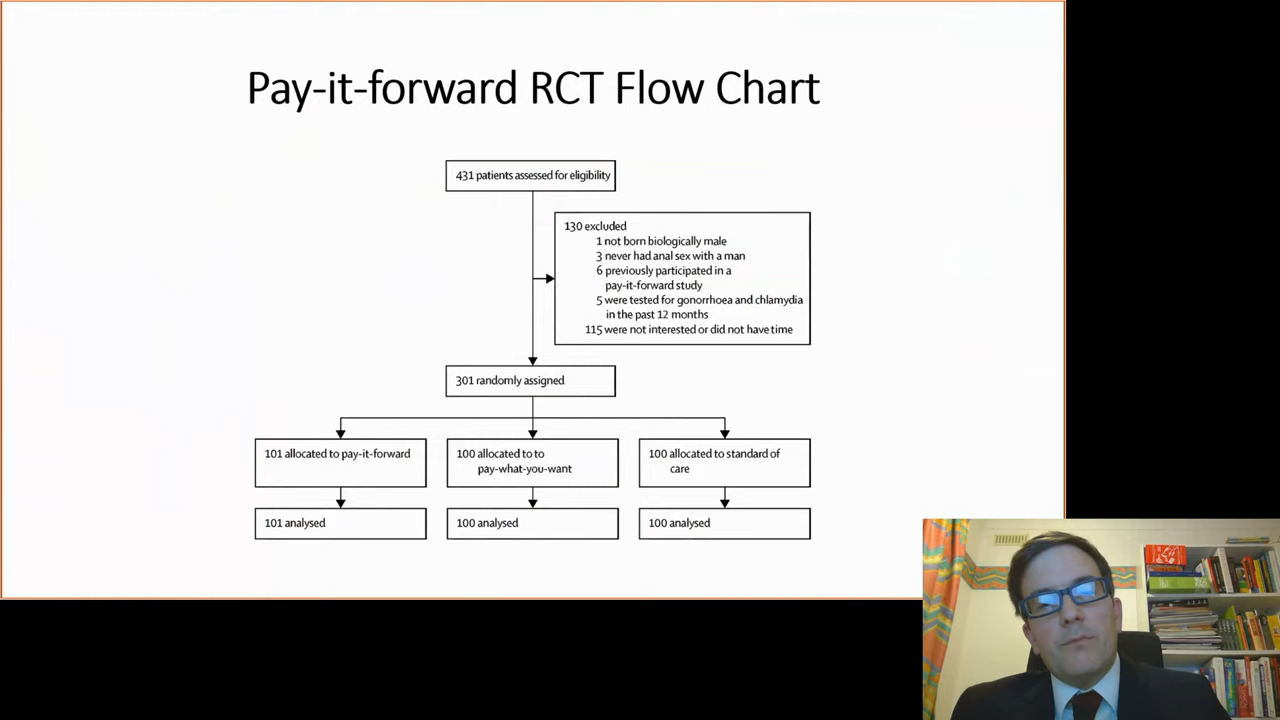 Pay-it-forward RCT Flow Chart
431 patients assessed for eligibility
130 excluded
1 not born biologically male
3 never had anal sex with a man
6 previously participated in a
pay-it-forward study
5 were tested for gonorrhoea and chlamydia
in the past 12 months
115 were not interested or did not have time
301 randomly assigned
101 allocated to pay-it-forward
100 allocated to to
pay-what-you-want
100 allocated to standard of
care
101 analysed
100 analysed
100 analysed